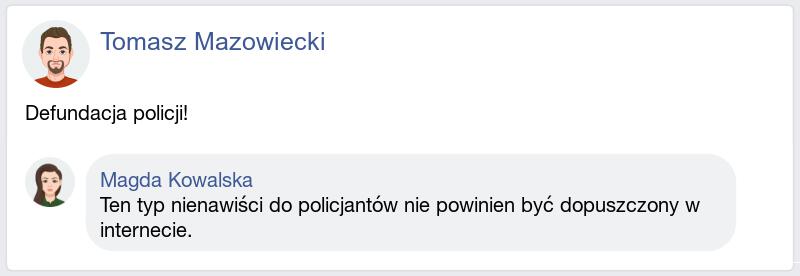 Tomasz Mazowiecki
Defundacja policji!
Magda Kowalska
Ten typ nienawiści do policjantów nie powinien być dopuszczony w
internecie.